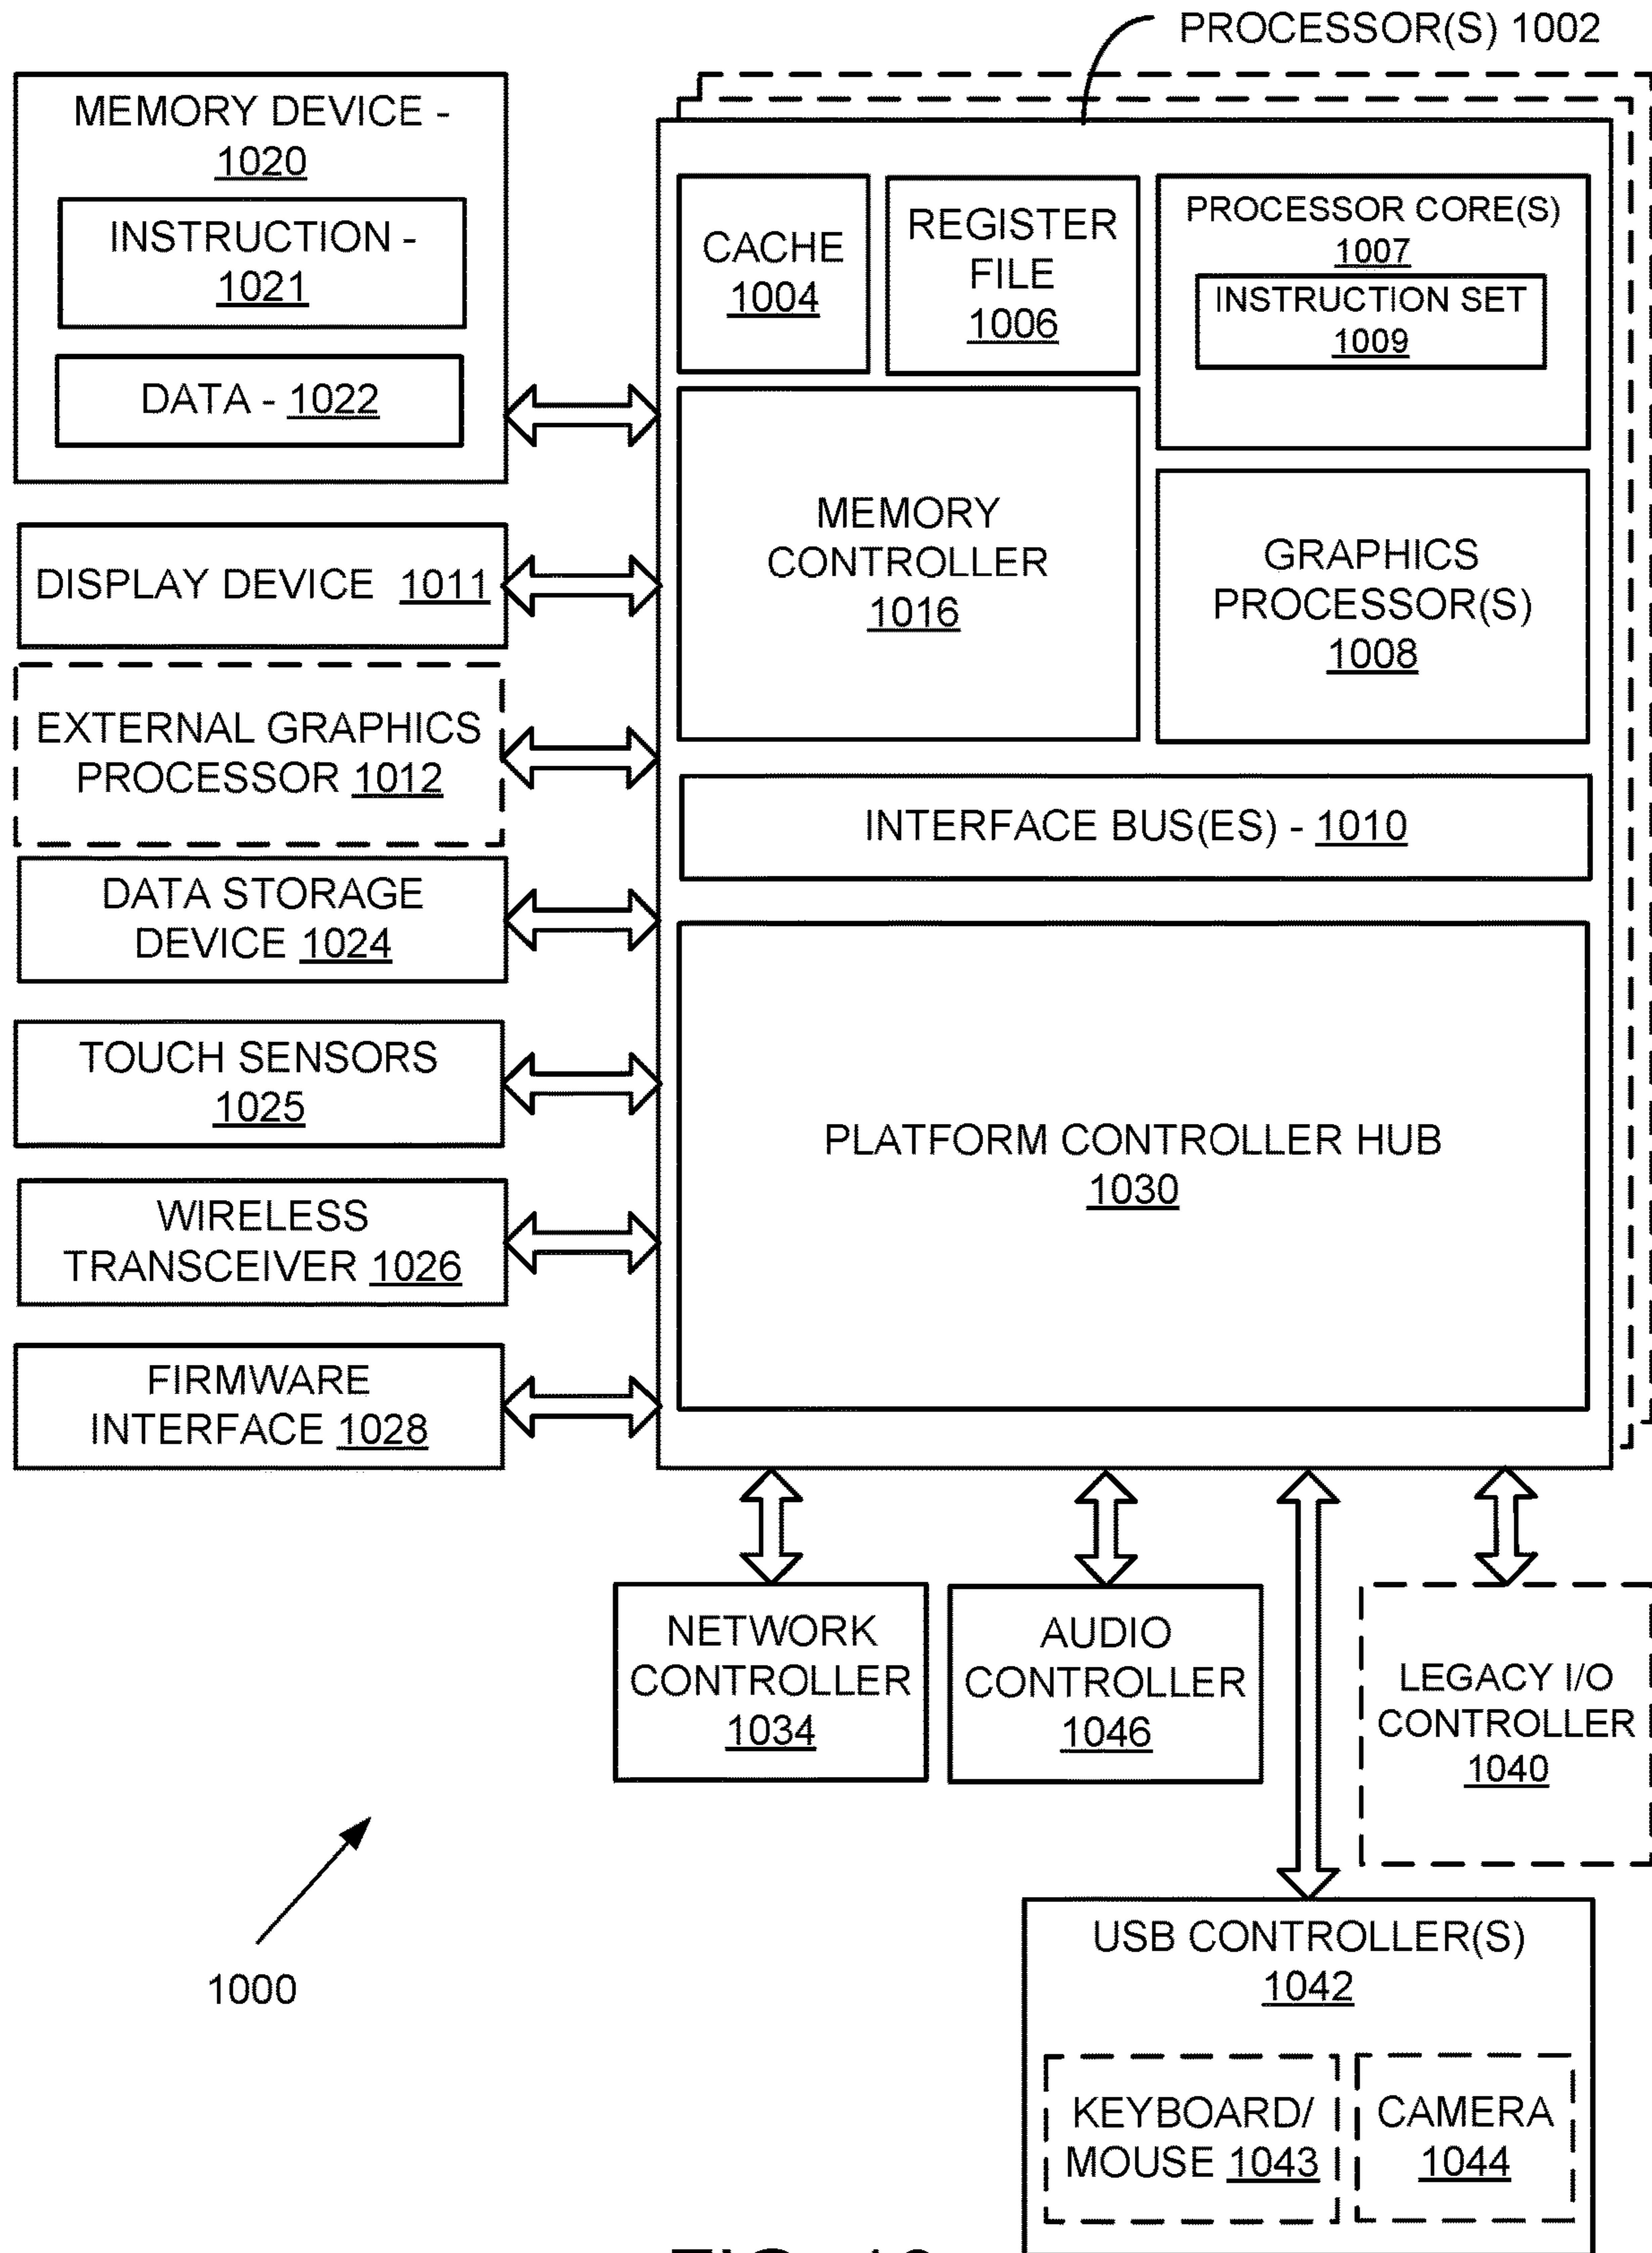 PROCESSOR(S) 1002
MEMORY DEVICE -
1020
INSTRUCTION -
1021
DATA - 1022
DISPLAY DEVICE 1011
EXTERNAL GRAPHICS
PROCESSOR 1012
DATA STORAGE
DEVICE 1024
TOUCH SENSORS
1025
WIRELESS
TRANSCEIVER 1026
FIRMWARE
INTERFACE 1028
CACHE
1004
REGISTER
FILE
1006
PROCESSOR CORE(S)
1007
INSTRUCTION SET
1009
MEMORY
CONTROLLER
1016
GRAPHICS
PROCESSOR(S)
1008
INTERFACE BUS(ES) - 1010
PLATFORM CONTROLLER HUB
1030
NETWORK
CONTROLLER
1034
AUDIO
CONTROLLER
1046
LEGACY I/O
CONTROLLER
1040
1000
USB CONTROLLER(S)
1042
KEYBOARD/
MOUSE 1043
CAMERA
1044